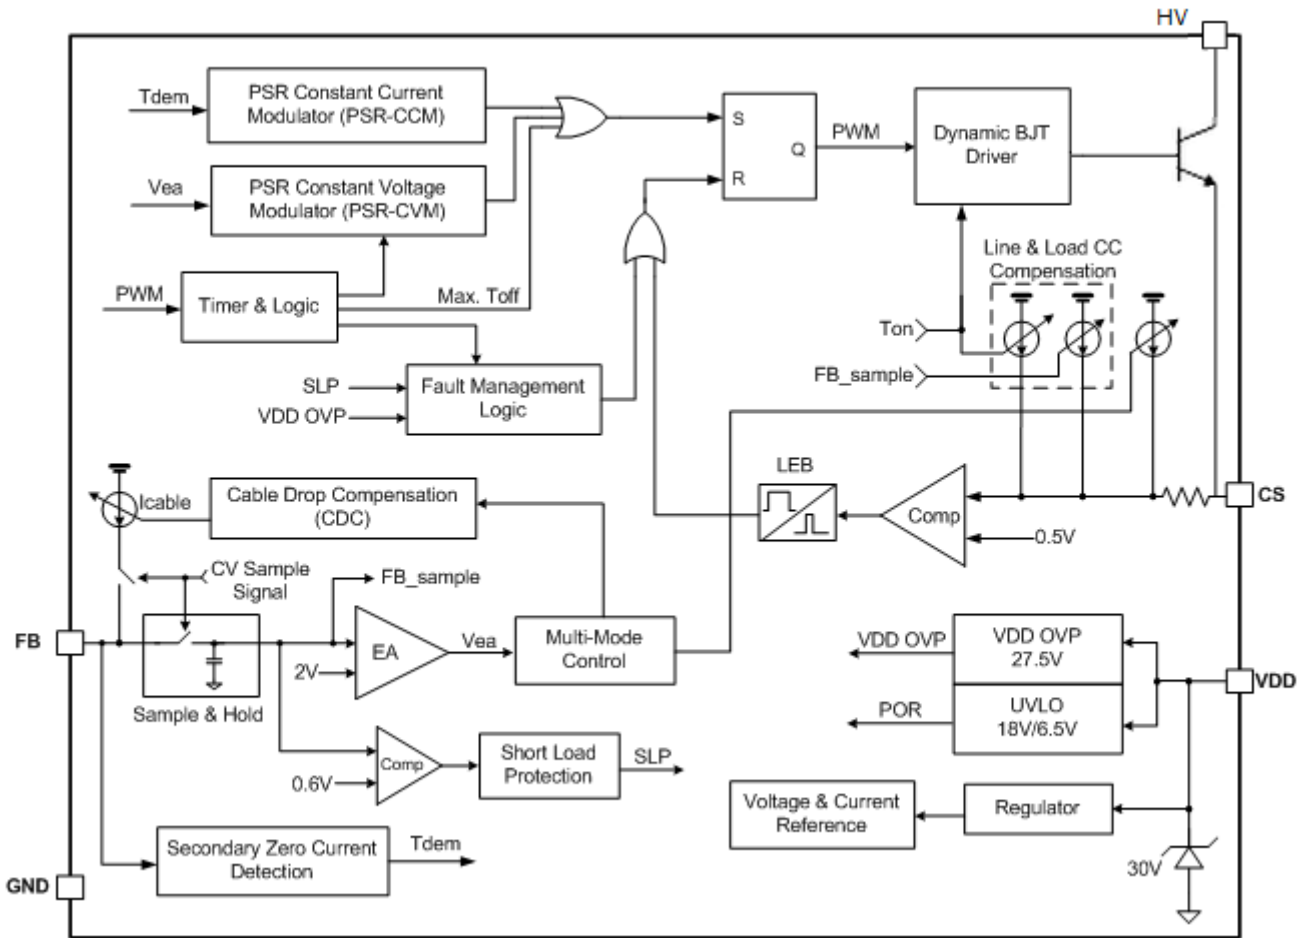 HV
Tdem
PSR Constant Current
Modulator (PSR-CCM)
S
R
Q
PWM
Dynamic BJT
Driver
Vea
PSR Constant Voltage
Modulator (PSR-CVM)
Line & Load CC
Compensation
PWM
Timer & Logic
Max. Toff
Ton
FB_sample
SLP
VDD OVP
Fault Management
Logic
LEB
Icable
Cable Drop Compensation
(CDC)
Comp
CS
0.5V
CV Sample
Signal
FB_sample
FB
EA
2V
Vea
Multi-Mode
Control
Sample & Hold
VDD OVP
VDD OVP
27.5V
VDD
POR
UVLO
18V/6.5V
Comp
0.6V
Short Load
Protection
SLP
Voltage & Current
Reference
Regulator
Secondary Zero Current
Detection
Tdem
30V
GND